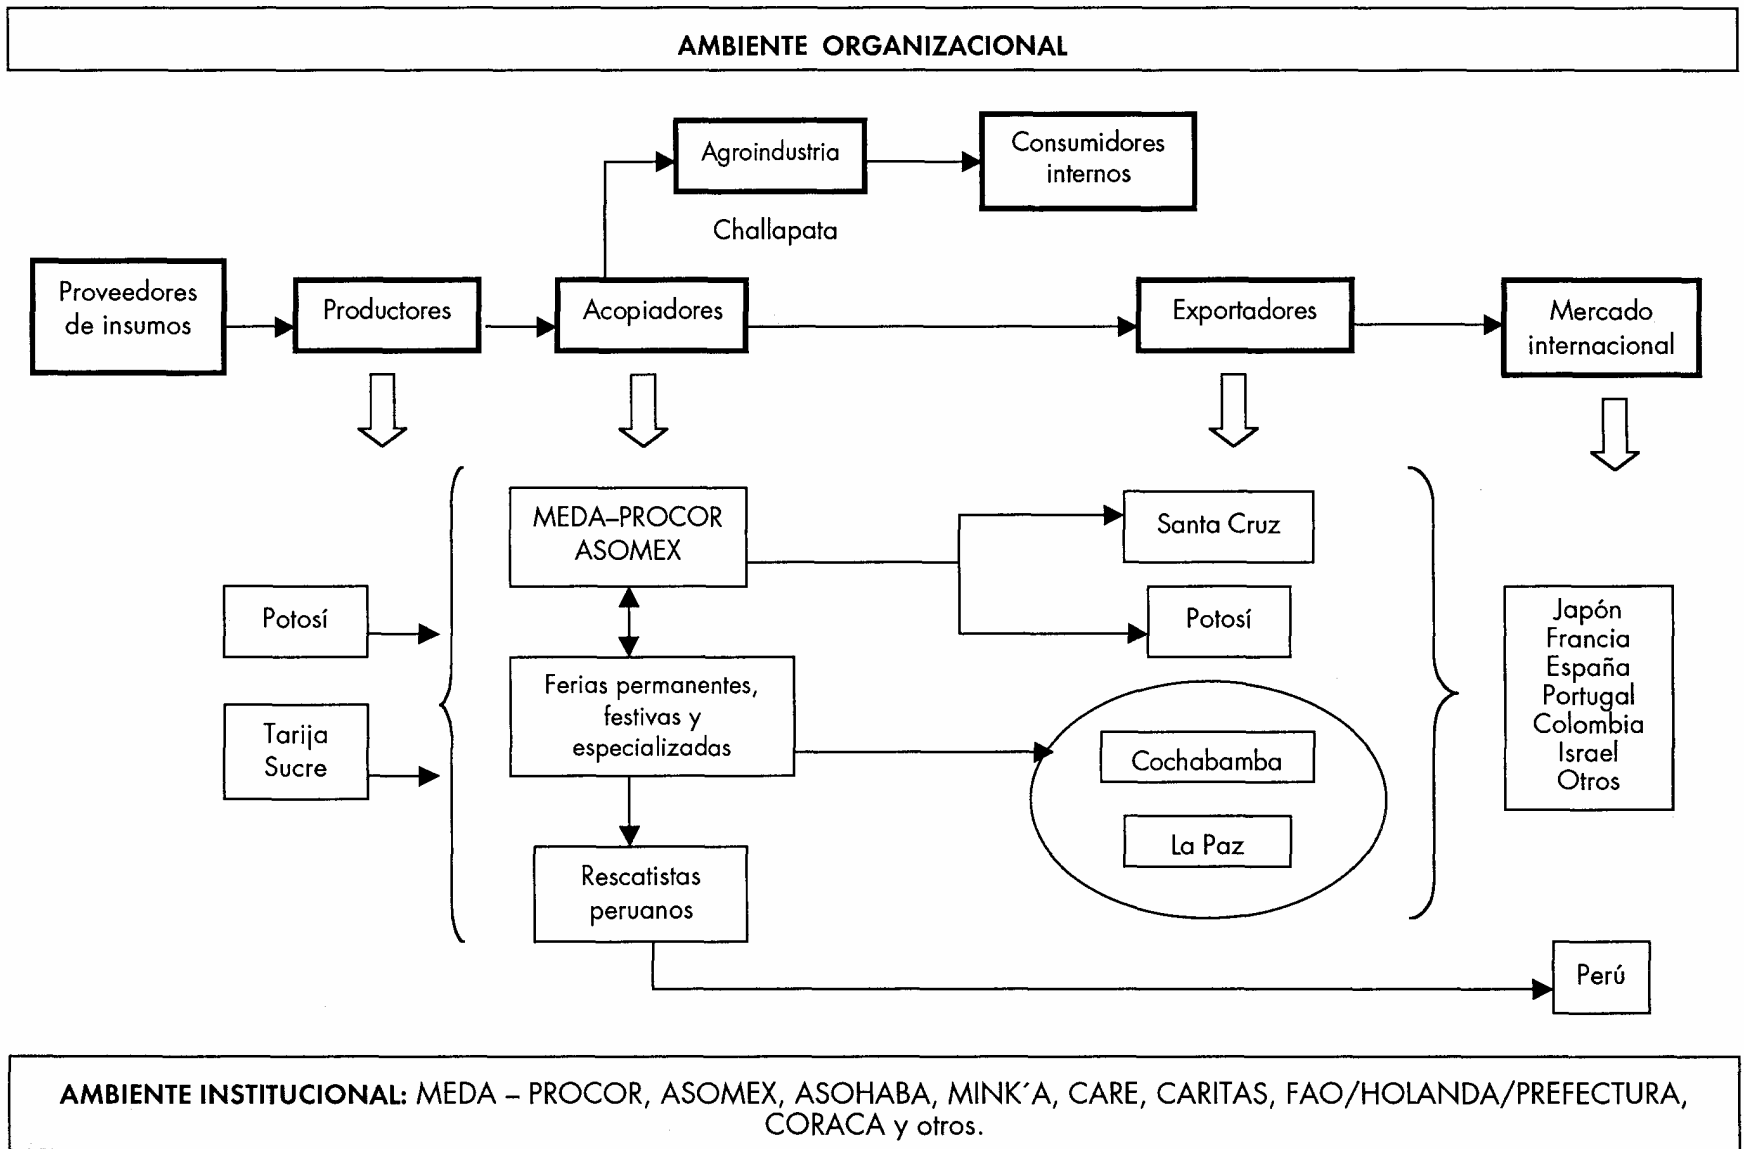 AMBIENTE ORGANIZACIONAL
Agroindustria
Consumidores
internos
Challapata
Proveedores
de insumos
Productores
Acopiadores
Exportadores
Mercado
internacional
MEDA–PROCOR
ASOMEX
Santa Cruz
Potosí
Potosí
Japón
Francia
España
Portugal
Colombia
Israel
Otros
Ferias permanentes,
festivas y
especializadas
Tarija
Sucre
Cochabamba
La Paz
Rescatistas
peruanos
Perú
AMBIENTE INSTITUCIONAL: MEDA – PROCOR, ASOMEX, ASOHABA, MINK´A, CARE, CARITAS, FAO/HOLANDA/PREFECTURA,
CORACA y otros.